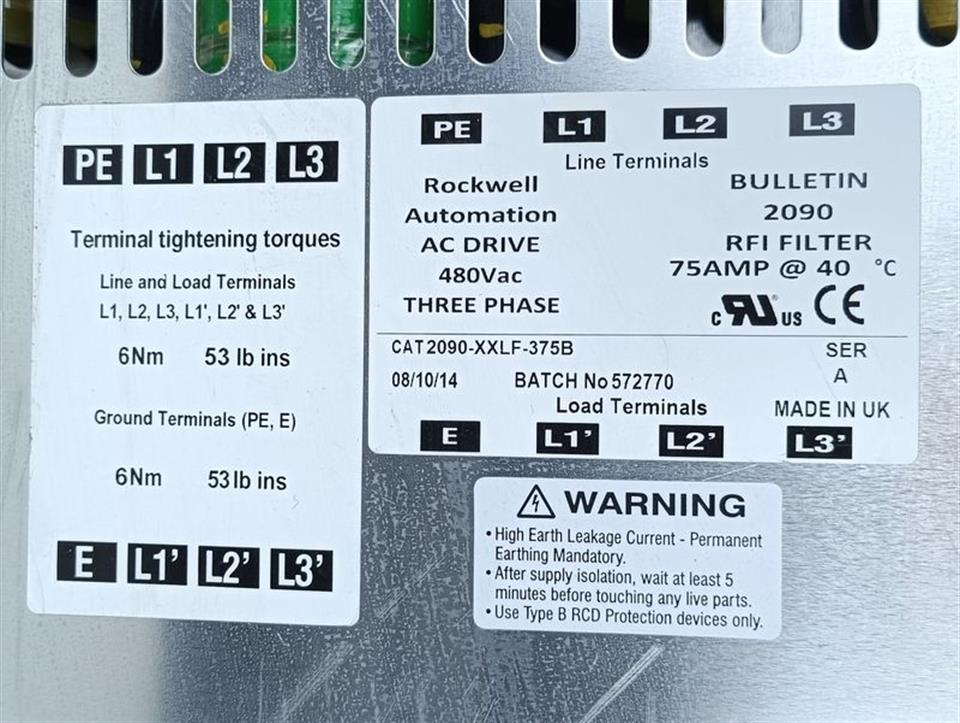 PE L1 L2 L3
Terminal tightening torques
Line and Load Terminals
L1, L2, L3, L1', L2' & L3'
6Nm 53 lb ins
Ground Terminals (PE, E)
6Nm 53 lb ins
E L1' L2' L3'
PE L1 L2 L3
Line Terminals
Rockwell
Automation
AC DRIVE
480Vac
THREE PHASE
BULLETIN
2090
RFI FILTER
75AMP @ 40 °C
c RU us CE
CAT 2090-XXLF-375B SER
08/10/14 BATCH No 572770 A
Load Terminals MADE IN UK
E L1' L2' L3'
WARNING
• High Earth Leakage Current - Permanent
Earthing Mandatory.
• After supply isolation, wait at least 5
minutes before touching any live parts.
• Use Type B RCD Protection devices only.